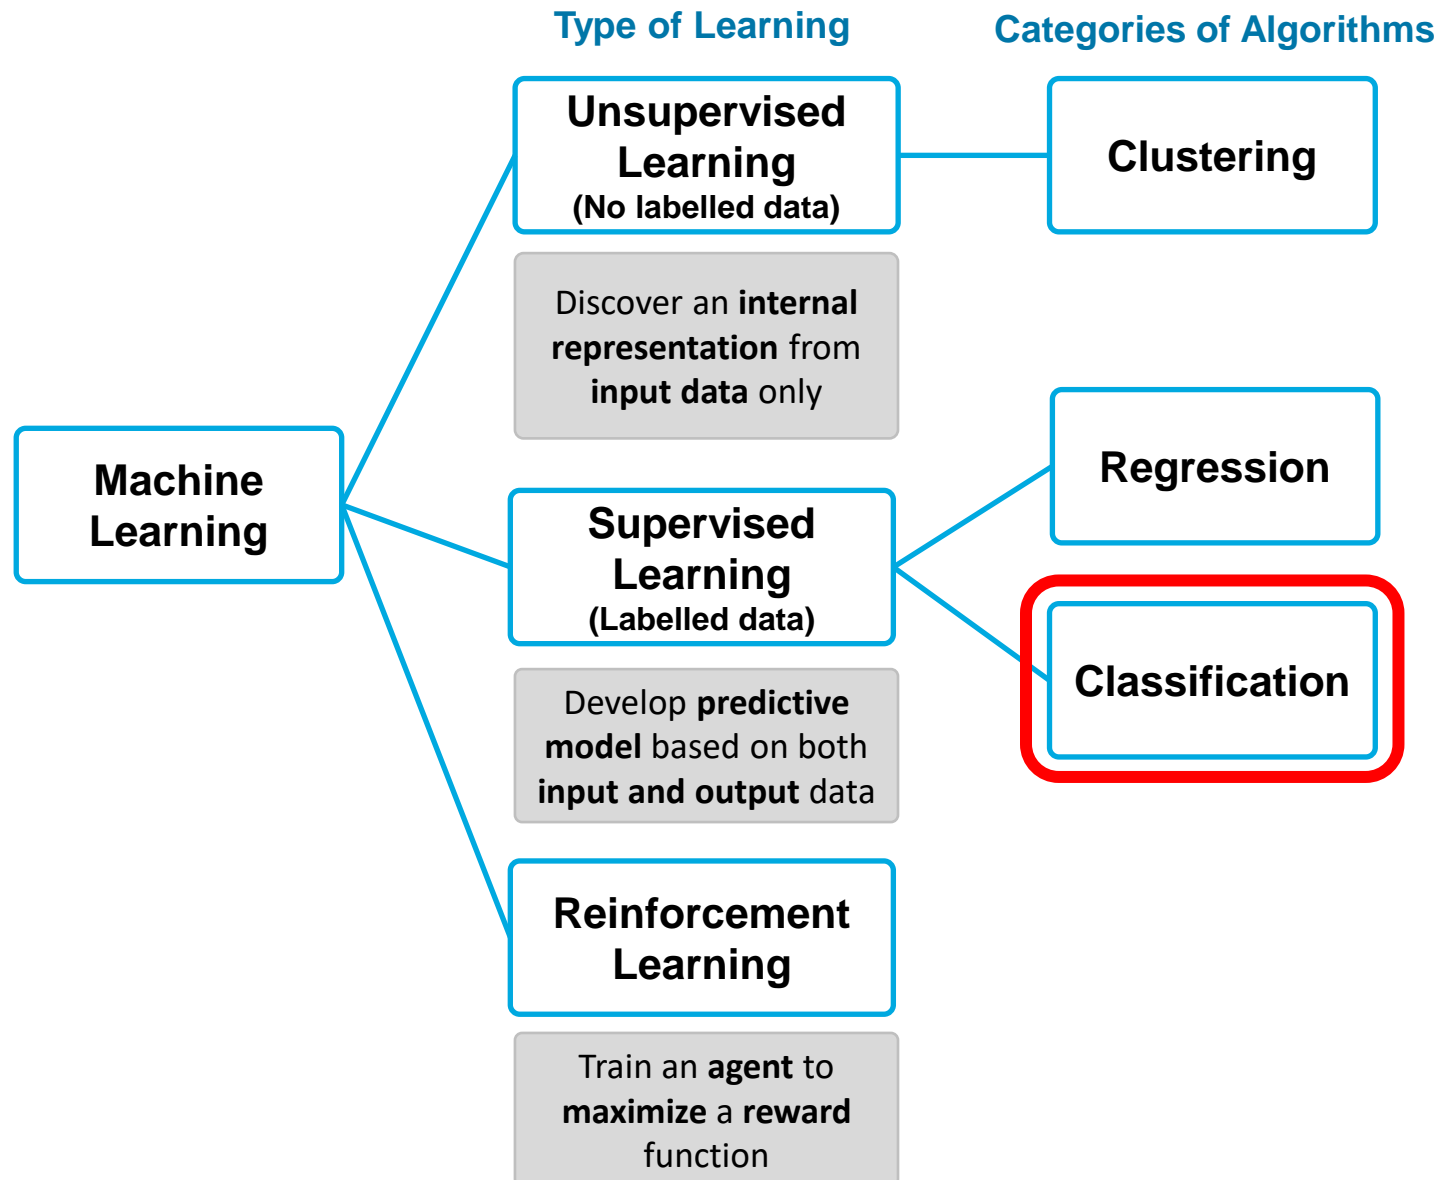 Type of Learning
Categories of Algorithms
Unsupervised
Learning
(No labelled data)
Clustering
Discover an internal
representation from
input data only
Machine
Learning
Supervised
Learning
(Labelled data)
Regression
Classification
Develop predictive
model based on both
input and output data
Reinforcement
Learning
Train an agent to
maximize a reward
function